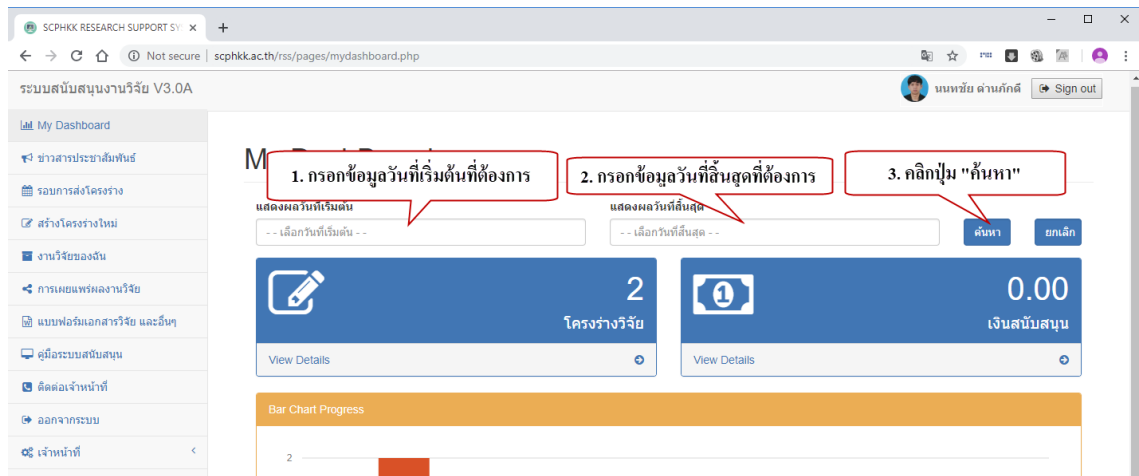 SCPHKK RESEARCH SUPPORT SY
Not secure | scphkk.ac.th/rss/pages/mydashboard.php
ระบบสนับสนุนงานวิจัย V3.0A
นนทชัย ด่านภักดี
Sign out
My Dashboard
ข่าวสารประชาสัมพันธ์
รอบการส่งโครงร่าง
สร้างโครงร่างใหม่
งานวิจัยของฉัน
การเผยแพร่ผลงานวิจัย
แบบฟอร์มเอกสารวิจัย และอื่นๆ
คู่มือระบบสนับสนุน
ติดต่อเจ้าหน้าที่
ออกจากระบบ
เจ้าหน้าที่
1. กรอกข้อมูลวันที่เริ่มต้นที่ต้องการ
2. กรอกข้อมูลวันที่สิ้นสุดที่ต้องการ
3. คลิกปุ่ม "ค้นหา"
แสดงผลวันที่เริ่มต้น
แสดงผลวันที่สิ้นสุด
- - เลือกวันที่เริ่มต้น - -
- - เลือกวันที่สิ้นสุด - -
ค้นหา
ยกเลิก
2
โครงร่างวิจัย
View Details
0.00
เงินสนับสนุน
View Details
Bar Chart Progress
2